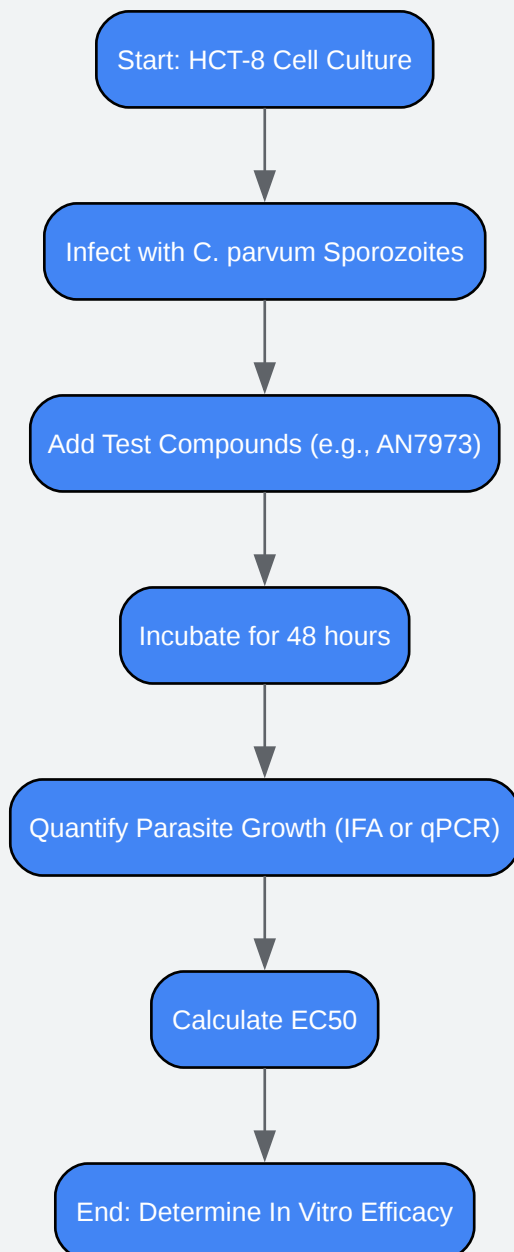 Start: HCT-8 Cell Culture
Infect with C. parvum Sporozoites
Add Test Compounds (e.g., AN7973)
Incubate for 48 hours
Quantify Parasite Growth (IFA or qPCR)
Calculate EC50
End: Determine In Vitro Efficacy